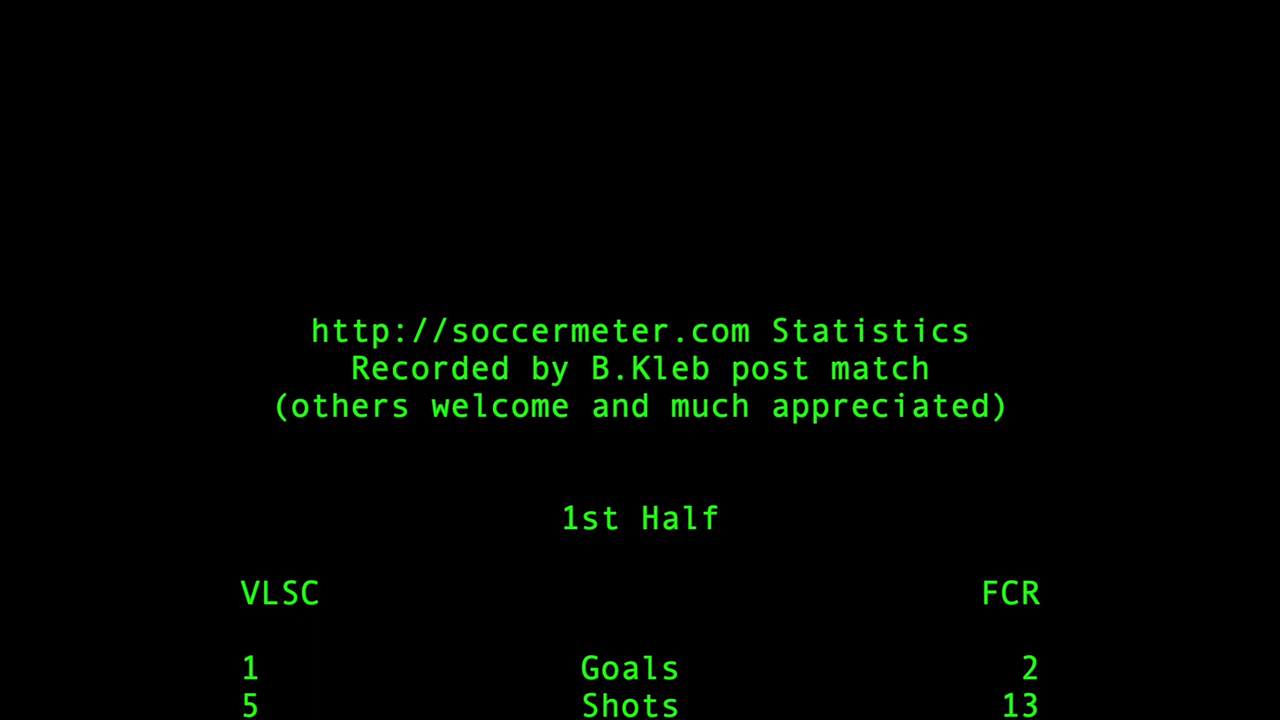 http://soccermeter.com Statistics
Recorded by B.Kleb post match
(others welcome and much appreciated)
1st Half
VLSC FCR
1 Goals 2
5 Shots 13